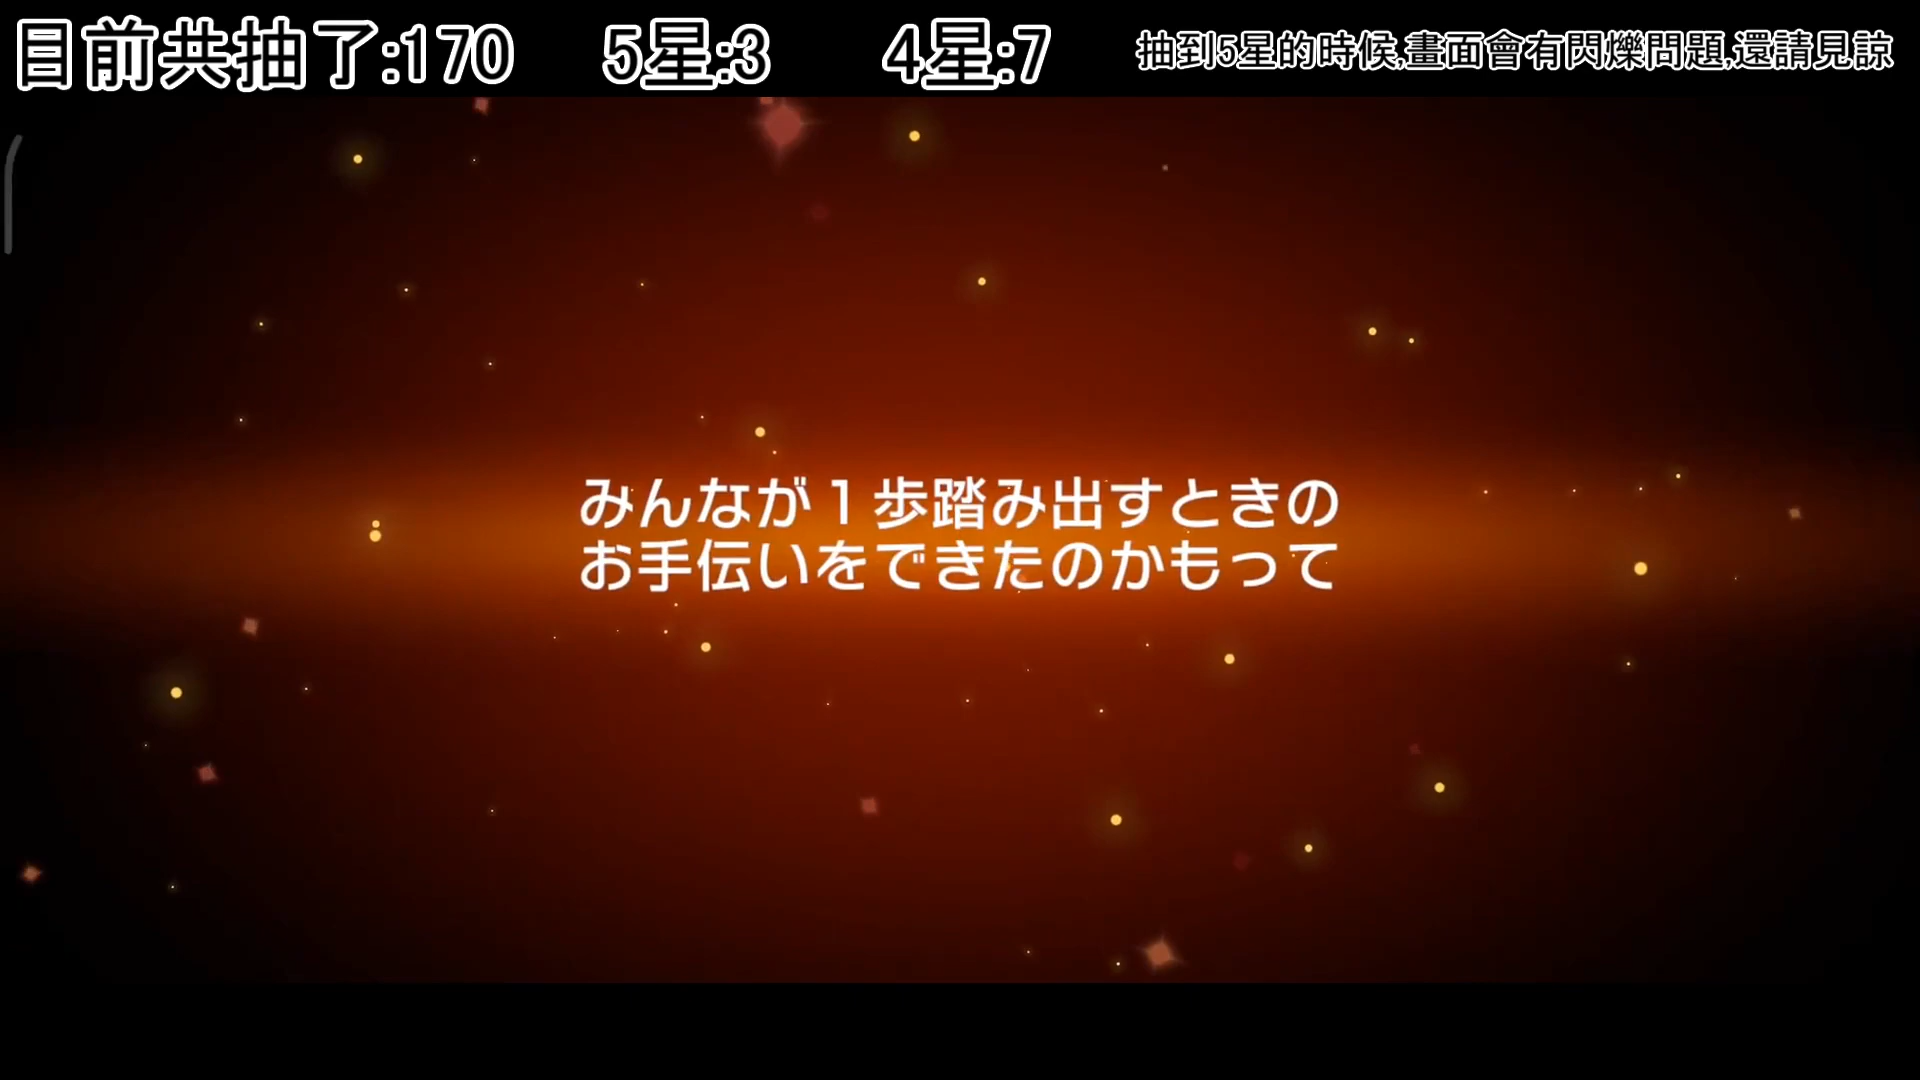 目前共抽了:170 5星:3 4星:7 抽到5星的時候,畫面會有閃爍問題,還請見諒
みんなが１歩踏み出すときの
お手伝いをできたのかもって